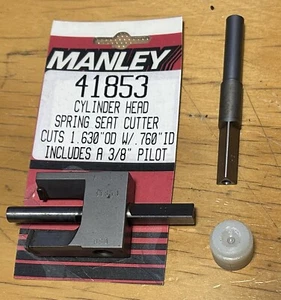 MANLEY
41853
CYLINDER HEAD
SPRING SEAT CUTTER
CUTS 1.630"OD W/.760"ID
INCLUDES A 3/8" PILOT